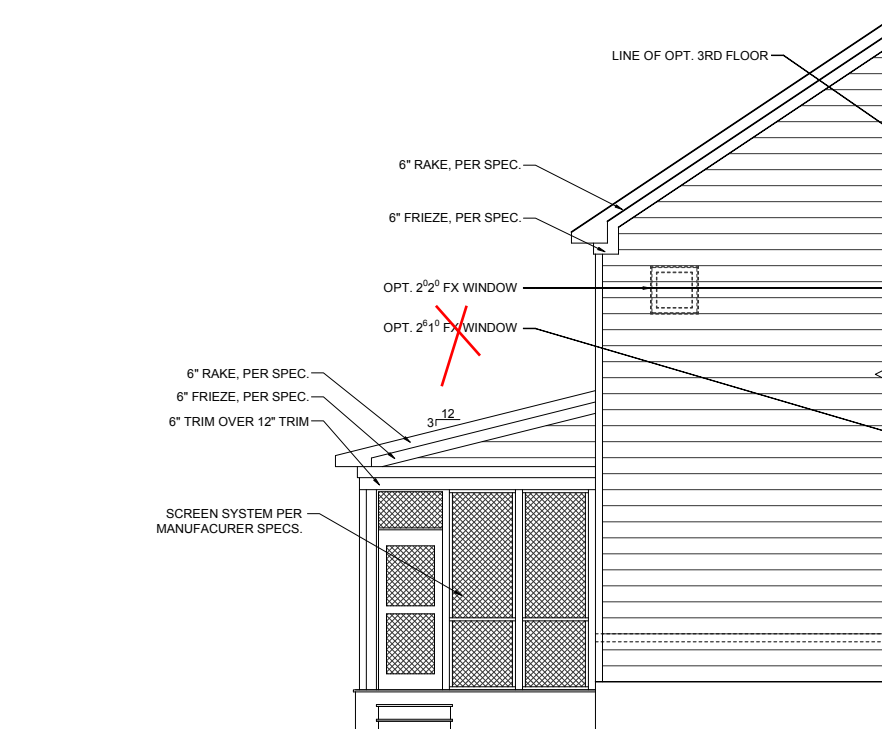 LINE OF OPT. 3RD FLOOR
6" RAKE, PER SPEC.
6" FRIEZE, PER SPEC.
OPT. 2⁰2⁰ FX WINDOW
OPT. 2⁶1⁰ FX WINDOW
6" RAKE, PER SPEC.
6" FRIEZE, PER SPEC.
12
3
6" TRIM OVER 12" TRIM
SCREEN SYSTEM PER
MANUFACURER SPECS.